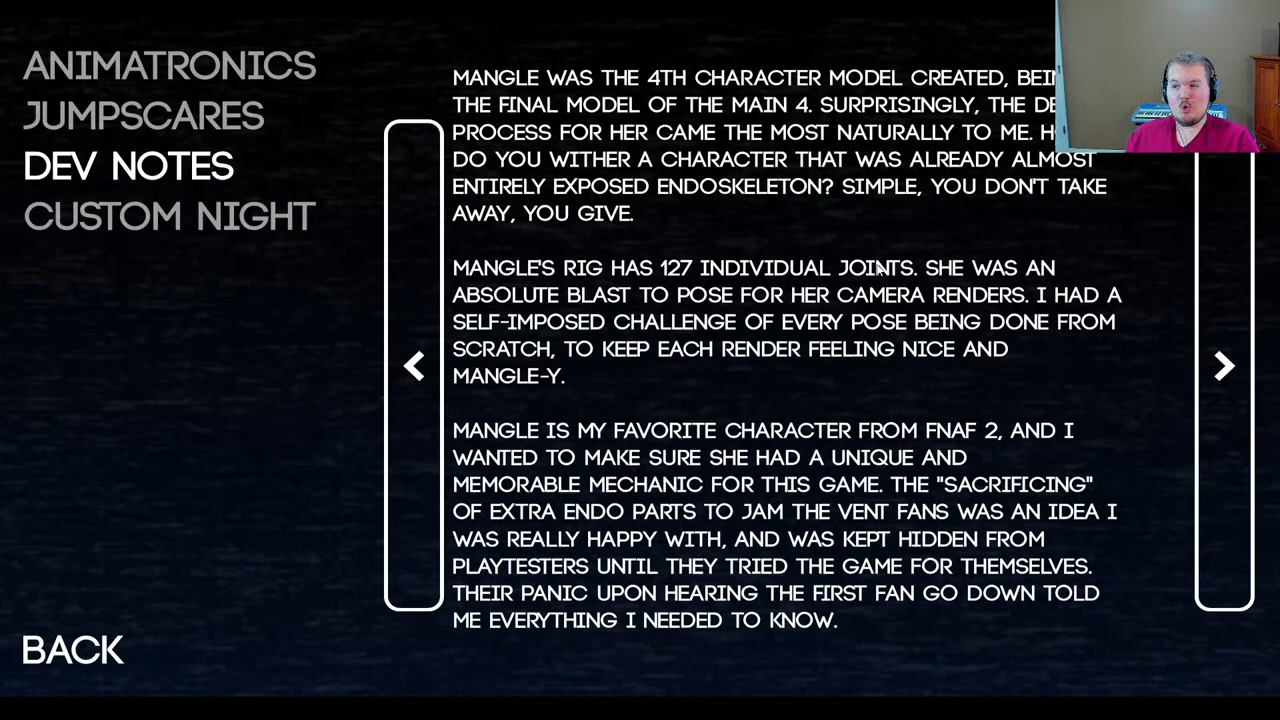 ANIMATRONICS
JUMPSCARES
DEV NOTES
CUSTOM NIGHT
MANGLE WAS THE 4TH CHARACTER MODEL CREATED,
THE FINAL MODEL OF THE MAIN 4. SURPRISINGLY, THE
PROCESS FOR HER CAME THE MOST NATURALLY TO ME.
DO YOU WITHER A CHARACTER THAT WAS ALREADY ALMOST
ENTIRELY EXPOSED ENDOSKELETON? SIMPLE, YOU DON'T TAKE
AWAY, YOU GIVE.
MANGLE'S RIG HAS 127 INDIVIDUAL JOINTS. SHE WAS AN
ABSOLUTE BLAST TO POSE FOR HER CAMERA RENDERS. I HAD A
SELF-IMPOSED CHALLENGE OF EVERY POSE BEING DONE FROM
SCRATCH, TO KEEP EACH RENDER FEELING NICE AND
MANGLE-Y.
MANGLE IS MY FAVORITE CHARACTER FROM FNAF 2, AND I
WANTED TO MAKE SURE SHE HAD A UNIQUE AND
MEMORABLE MECHANIC FOR THIS GAME. THE "SACRIFICING"
OF EXTRA ENDO PARTS TO JAM THE VENT FANS WAS AN IDEA I
WAS REALLY HAPPY WITH, AND WAS KEPT HIDDEN FROM
PLAYTESTERS UNTIL THEY TRIED THE GAME FOR THEMSELVES.
THEIR PANIC UPON HEARING THE FIRST FAN GO DOWN TOLD
ME EVERYTHING I NEEDED TO KNOW.
BACK